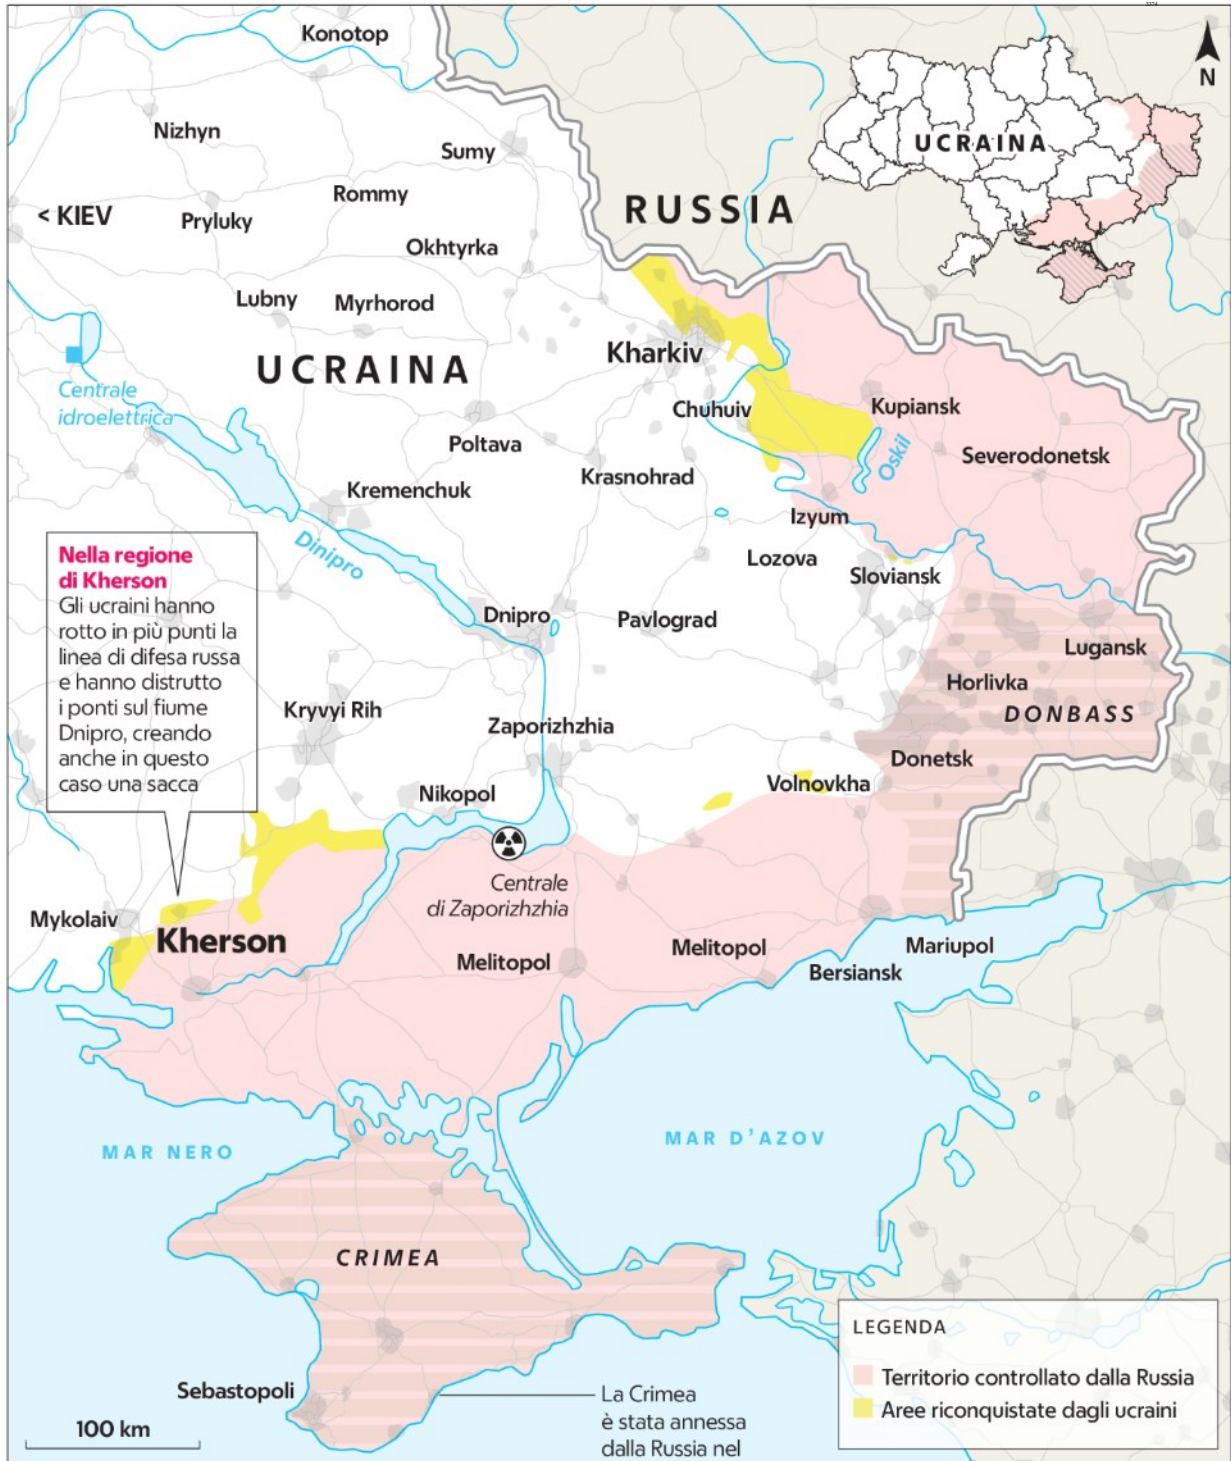 Konotop
N
Nizhyn
Sumy
UCRAINA
Rommy
RUSSIA
< KIEV
Pryluky
Okhtyrka
Lubny
Myrhorod
Kharkiv
UCRAINA
Centrale
idroelettrica
Chuhuiv
Kupiansk
Poltava
Oskil
Severodonetsk
Krasnohrad
Kremenchuk
Izyum
Dinipro
Lozova
Sloviansk
Nella regione
di Kherson
Gli ucraini hanno
rotto in più punti la
linea di difesa russa
e hanno distrutto
i ponti sul fiume
Dnipro, creando
anche in questo
caso una sacca
Dnipro
Pavlograd
Lugansk
Horlivka
DONBASS
Kryvyi Rih
Zaporizhzhia
Donetsk
Volnovkha
Nikopol
Centrale
di Zaporizhzhia
Mykolaiv
Kherson
Melitopol
Melitopol
Mariupol
Bersiansk
MAR NERO
MAR D'AZOV
CRIMEA
LEGENDA
Territorio controllato dalla Russia
Aree riconquistate dagli ucraini
Sebastopoli
La Crimea
è stata annessa
dalla Russia nel
100 km